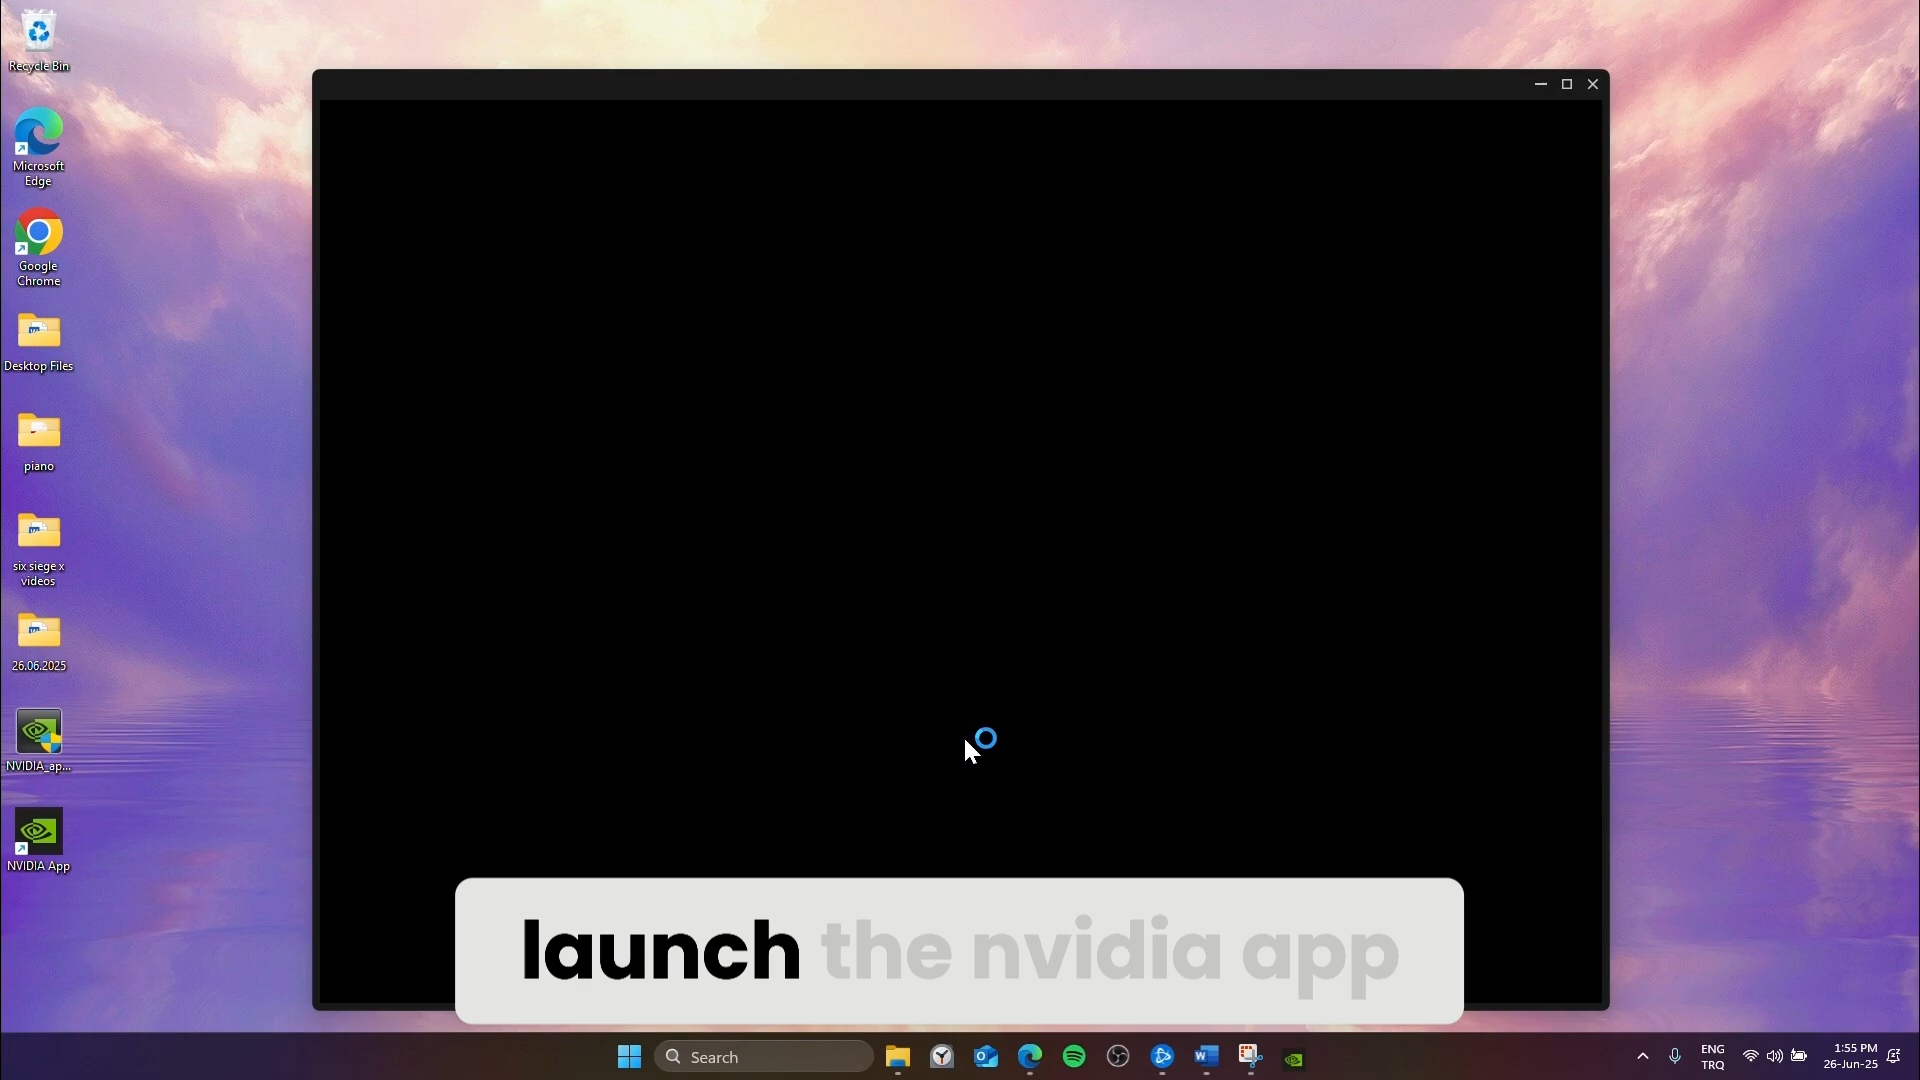 Recycle Bin
Microsoft
Edge
Google
Chrome
Desktop Files
piano
six siege x
videos
26.06.2025
NVIDIA_ap...
NVIDIA App
launch the nvidia app
Search
ENG
TRQ
1:55 PM
26-Jun-25